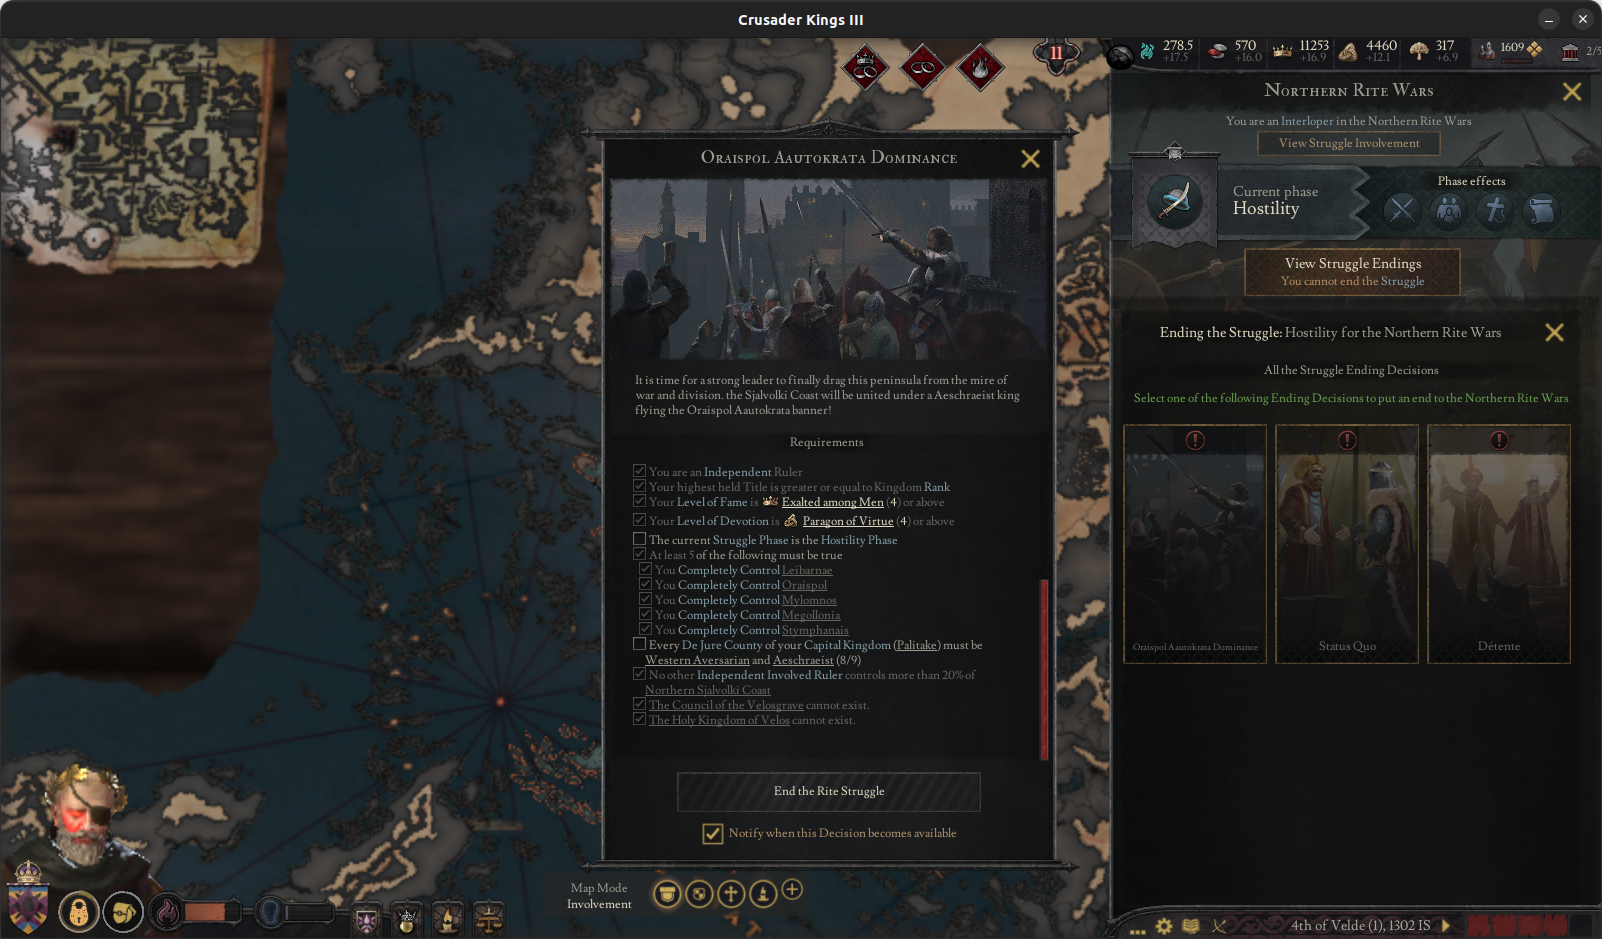 Crusader Kings III
11
278.5
+17.5
570
+16.0
11253
+16.9
4460
+12.1
317
+6.9
1609
2/5
Northern Rite Wars
You are an Interloper in the Northern Rite Wars
View Struggle Involvement
Current phase
Hostility
Phase effects
View Struggle Endings
You cannot end the Struggle
Ending the Struggle: Hostility for the Northern Rite Wars
All the Struggle Ending Decisions
Select one of the following Ending Decisions to put an end to the Northern Rite Wars
Oraispol Aautokrata Dominance
Status Quo
Détente
Oraispol Aautokrata Dominance
It is time for a strong leader to finally drag this peninsula from the mire of
war and division. the Sjalvolki Coast will be united under a Aeschraeist king
flying the Oraispol Aautokrata banner!
Requirements
You are an Independent Ruler
Your highest held Title is greater or equal to Kingdom Rank
Your Level of Fame is Exalted among Men (4) or above
Your Level of Devotion is Paragon of Virtue (4) or above
The current Struggle Phase is the Hostility Phase
At least 5 of the following must be true
You Completely Control Leibarnae
You Completely Control Oraispol
You Completely Control Mylomnos
You Completely Control Megollonia
You Completely Control Stymphanais
Every De Jure County of your Capital Kingdom (Palitake) must be
Western Aversarian and Aeschraeist (8/9)
No other Independent Involved Ruler controls more than 20% of
Northern Sjalvolki Coast
The Council of the Velosgrave cannot exist.
The Holy Kingdom of Velos cannot exist.
End the Rite Struggle
Notify when this Decision becomes available
Map Mode
Involvement
4th of Velde (1), 1302 IS